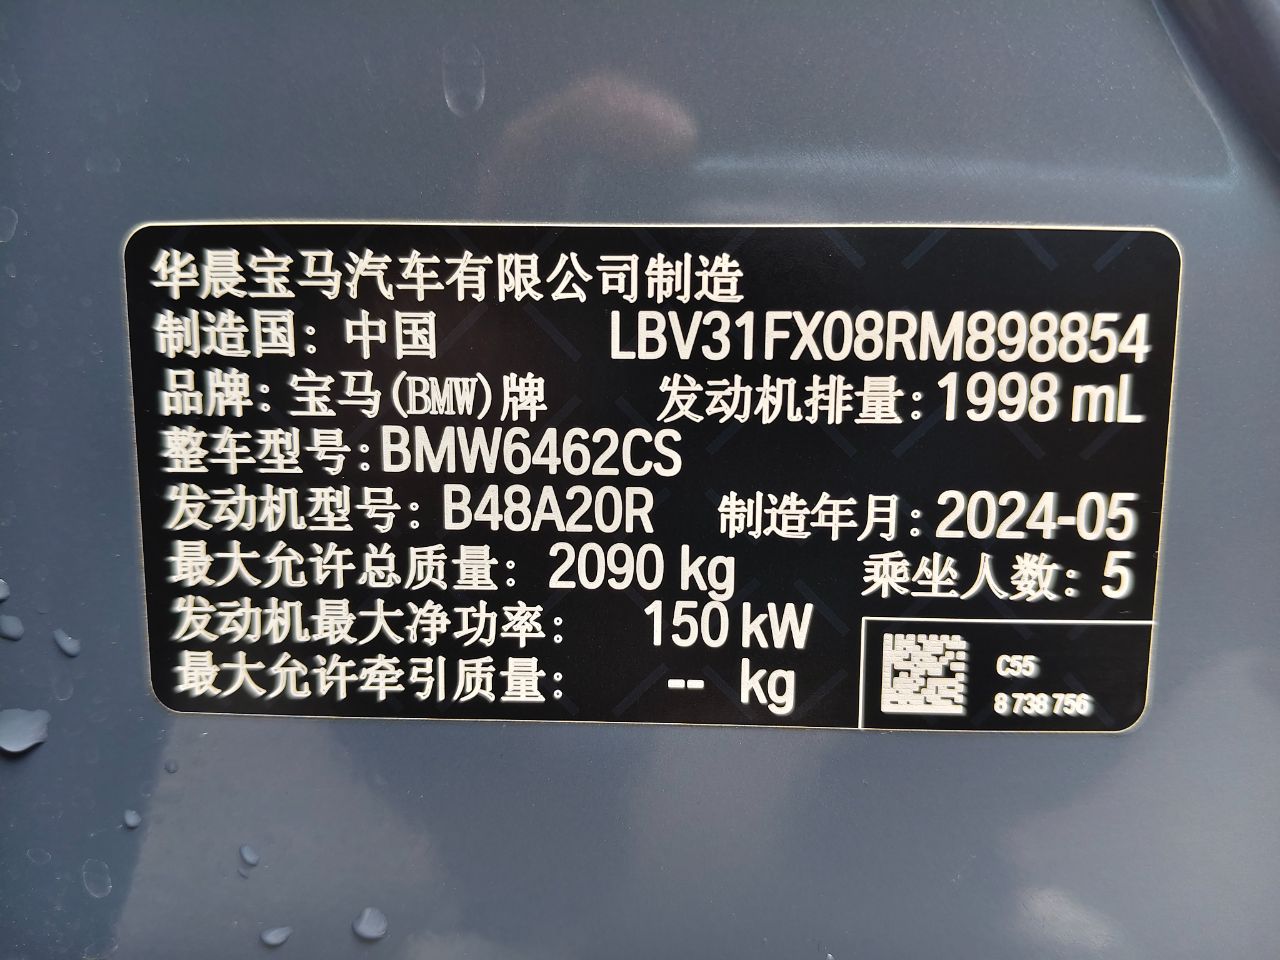 华晨宝马汽车有限公司制造
制造国：中国 LBV31FX08RM898854
品牌：宝马(BMW)牌 发动机排量：1998 mL
整车型号：BMW6462CS
发动机型号：B48A20R 制造年月：2024-05
最大允许总质量：2090 kg 乘坐人数：5
发动机最大净功率：150 kW
最大允许牵引质量：-- kg
C55
8 738 756